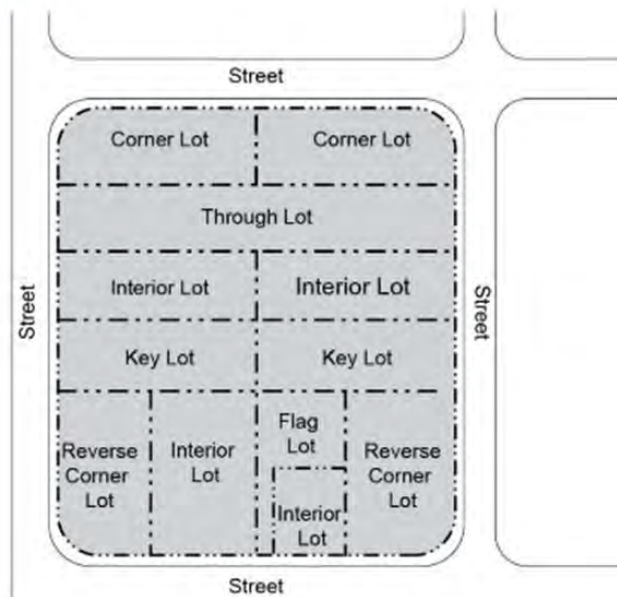 Street
Corner Lot
Corner Lot
Through Lot
Interior Lot
Interior Lot
Street
Street
Key Lot
Key Lot
Flag
Lot
Reverse
Corner
Lot
Interior
Lot
Reverse
Corner
Lot
Interior
Lot
Street